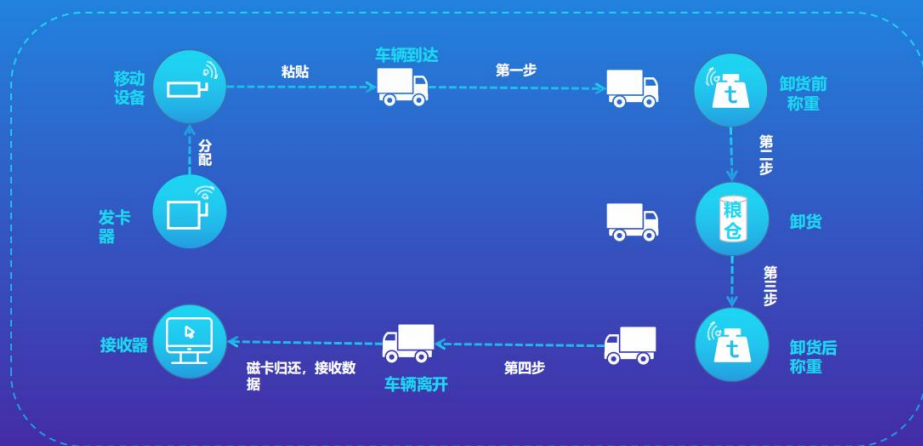 车辆到达
移动
设备
粘贴
第一步
卸货前
称重
t
分配
第二步
发卡
器
粮
仓
卸货
第三步
接收器
t
卸货后
称重
磁卡归还，接收数
据
车辆离开
第四步